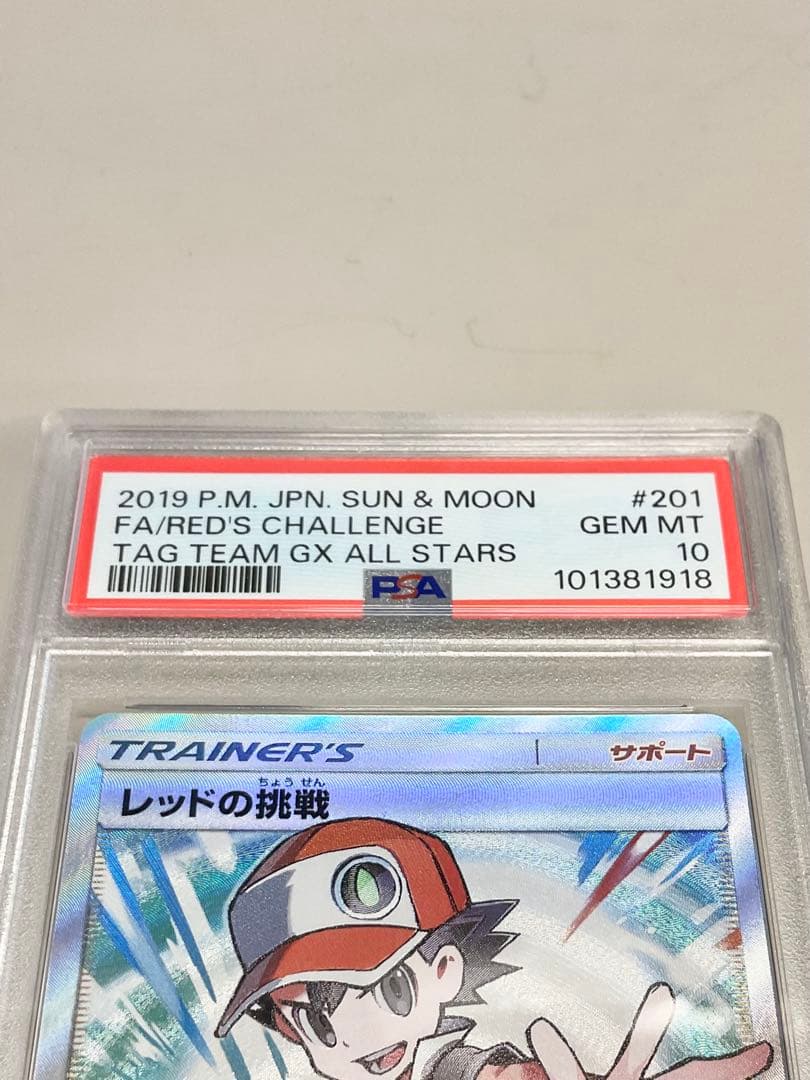 2019 P.M. JPN. SUN & MOON #201
FA/RED'S CHALLENGE GEM MT
TAG TEAM GX ALL STARS 10
PSA 101381918
TRAINER'S サポート
ちょう せん
レッドの挑戦